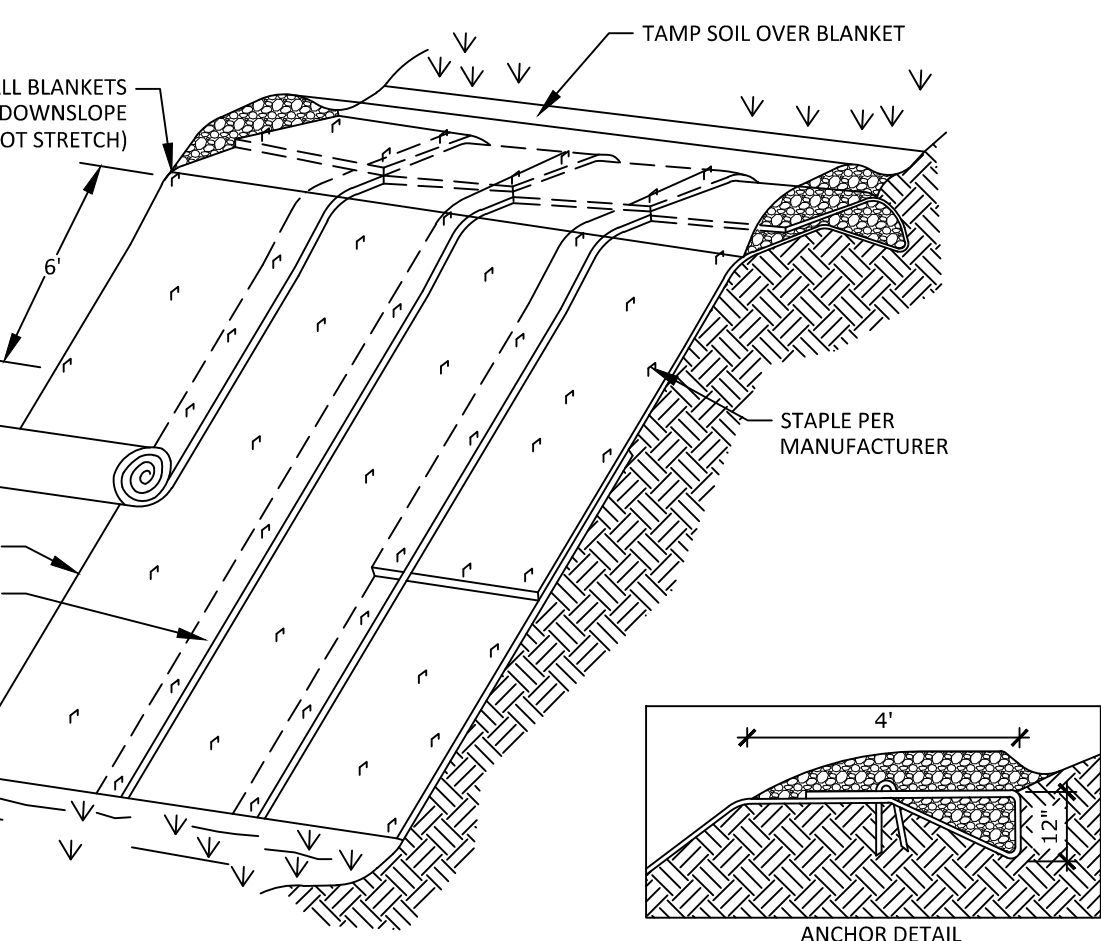 TAMP SOIL OVER BLANKET
LL BLANKETS
DOWNSLOPE
OT STRETCH)
6'
STAPLE PER
MANUFACTURER
4'
12"
ANCHOR DETAIL